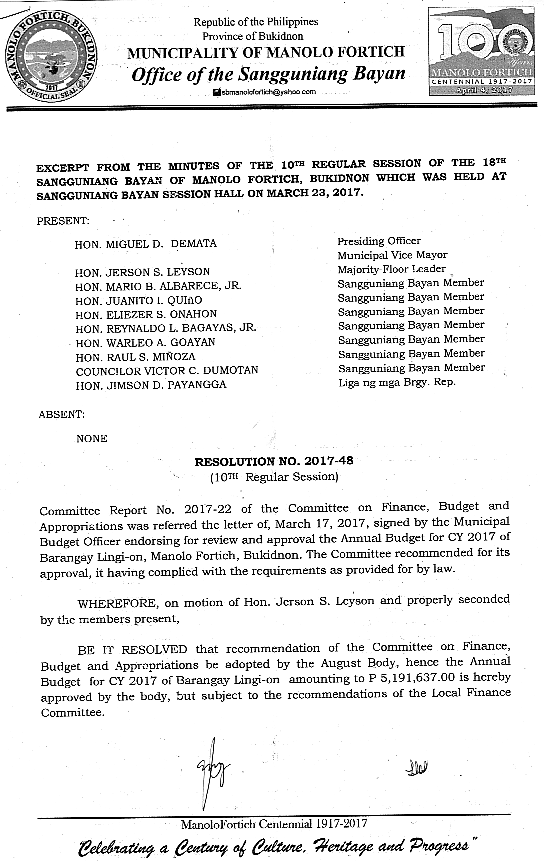 Republic of the Philippines
Province of Bukidnon
MUNICIPALITY OF MANOLO FORTICH
Office of the Sangguniang Bayan
sbmanolofortich@yahoo.com
MANOLO FORTICH, BUKIDNON
1917
OFFICIAL SEAL
100
Years
MANOLO FORTICH
CENTENNIAL 1917-2017
April 4, 2017
EXCERPT FROM THE MINUTES OF THE 10TH REGULAR SESSION OF THE 18TH
SANGGUNIANG BAYAN OF MANOLO FORTICH, BUKIDNON WHICH WAS HELD AT
SANGGUNIANG BAYAN SESSION HALL ON MARCH 23, 2017.
PRESENT:
HON. MIGUEL D. DEMATA Presiding Officer
Municipal Vice Mayor
HON. JERSON S. LEYSON Majority Floor Leader
HON. MARIO B. ALBARECE, JR. Sangguniang Bayan Member
HON. JUANITO I. QUIñO Sangguniang Bayan Member
HON. ELIEZER S. ONAHON Sangguniang Bayan Member
HON. REYNALDO L. BAGAYAS, JR. Sangguniang Bayan Member
HON. WARLEO A. GOAYAN Sangguniang Bayan Member
HON. RAUL S. MIÑOZA Sangguniang Bayan Member
COUNCILOR VICTOR C. DUMOTAN Sangguniang Bayan Member
HON. JIMSON D. PAYANGGA Liga ng mga Brgy. Rep.
ABSENT:
NONE
RESOLUTION NO. 2017-48
(10TH Regular Session)
Committee Report No. 2017-22 of the Committee on Finance, Budget and
Appropriations was referred the letter of, March 17, 2017, signed by the Municipal
Budget Officer endorsing for review and approval the Annual Budget for CY 2017 of
Barangay Lingi-on, Manolo Fortich, Bukidnon. The Committee recommended for its
approval, it having complied with the requirements as provided for by law.
WHEREFORE, on motion of Hon. Jerson S. Leyson and properly seconded
by the members present,
BE IT RESOLVED that recommendation of the Committee on Finance,
Budget and Appropriations be adopted by the August Body, hence the Annual
Budget for CY 2017 of Barangay Lingi-on amounting to P 5,191,637.00 is hereby
approved by the body, but subject to the recommendations of the Local Finance
Committee.
ManoloFortich Centennial 1917-2017
"Celebrating a Century of Culture, Heritage and Progress"